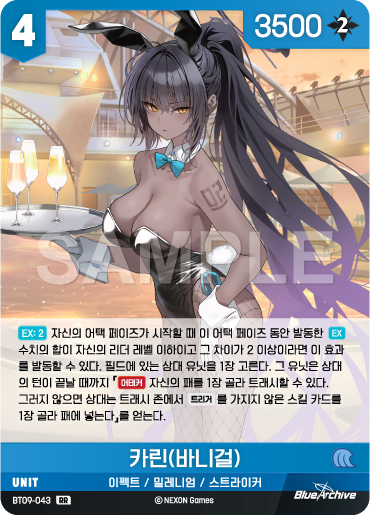 4
3500 2
02
SAMPLE
EX: 2 자신의 어택 페이즈가 시작할 때 이 어택 페이즈 동안 발동한 EX
수치의 합이 자신의 리더 레벨 이하이고 그 차이가 2 이상이라면 이 효과
를 발동할 수 있다. 필드에 있는 상대 유닛을 1장 고른다. 그 유닛은 상대
의 턴이 끝날 때까지 「어태커 자신의 패를 1장 골라 트래시할 수 있다.
그러지 않으면 상대는 트래시 존에서 트리거 를 가지지 않은 스킬 카드를
1장 골라 패에 넣는다」를 얻는다.
카린(바니걸)
UNIT 이펙트 / 밀레니엄 / 스트라이커
BT09-043 RR © NEXON Games BlueArchive